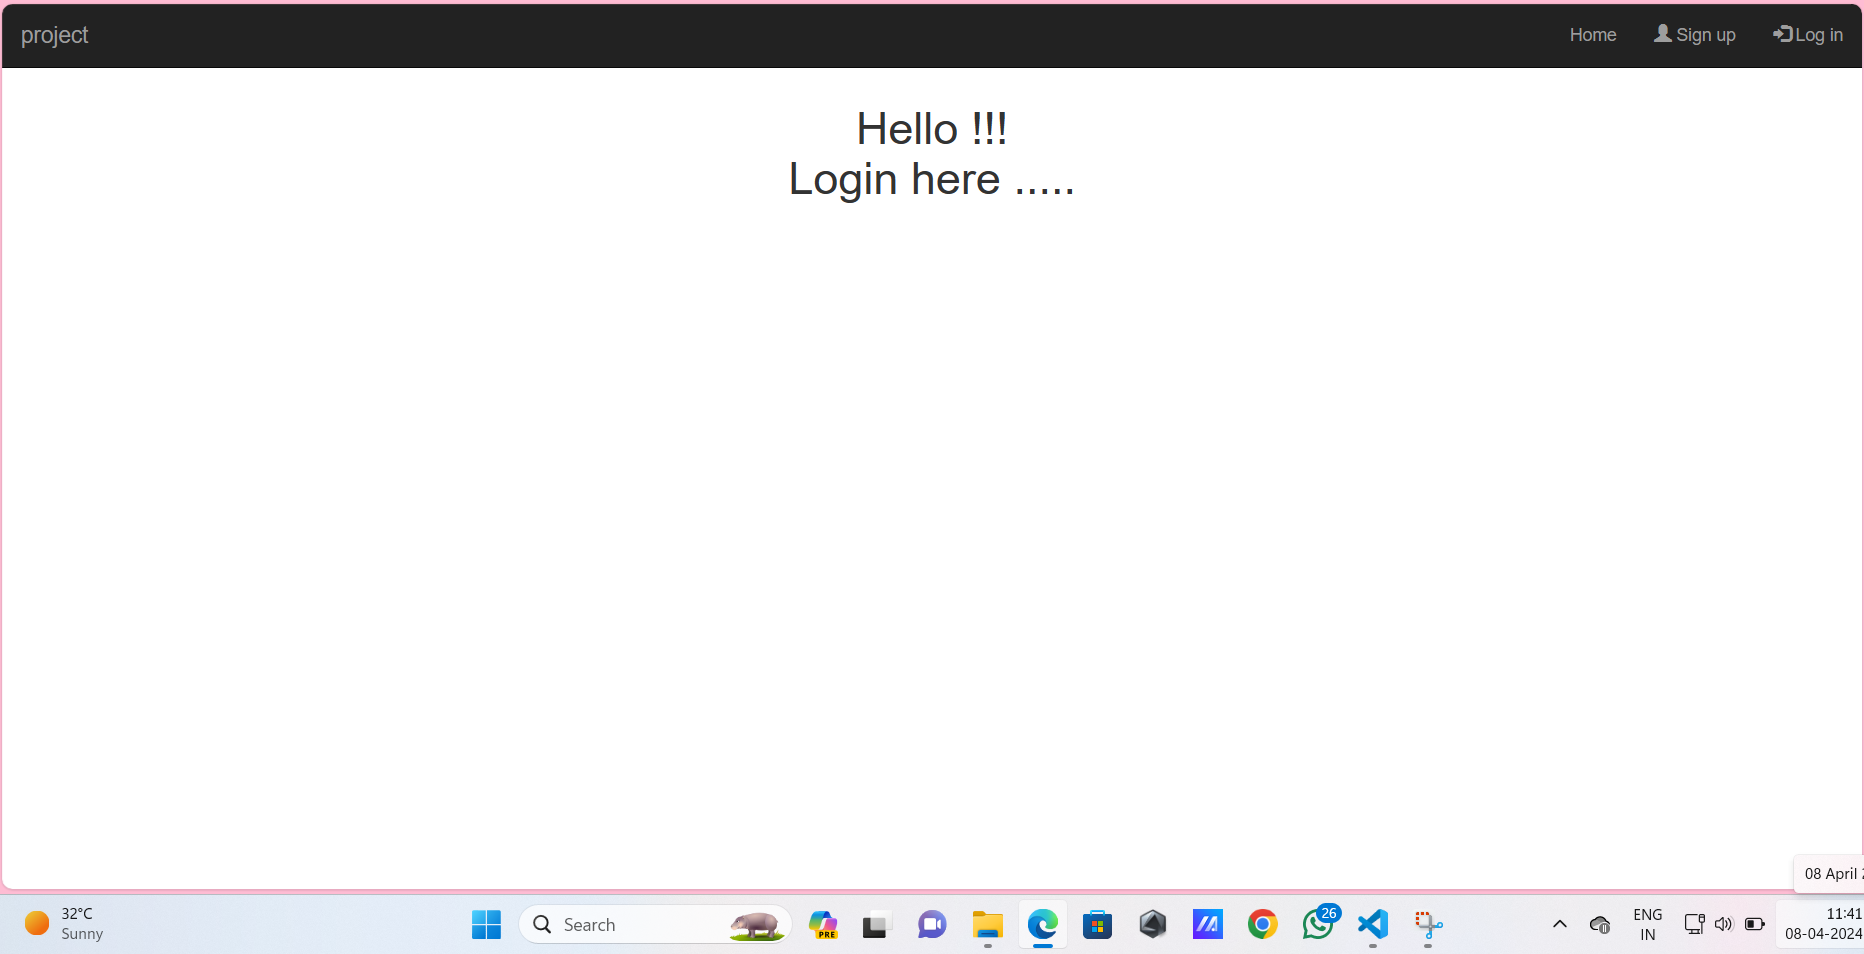 project
Home
Sign up
Log in
Hello !!!
Login here .....
08 April
32°C
Sunny
Search
PRE
26
ENG
IN
11:41
08-04-2024